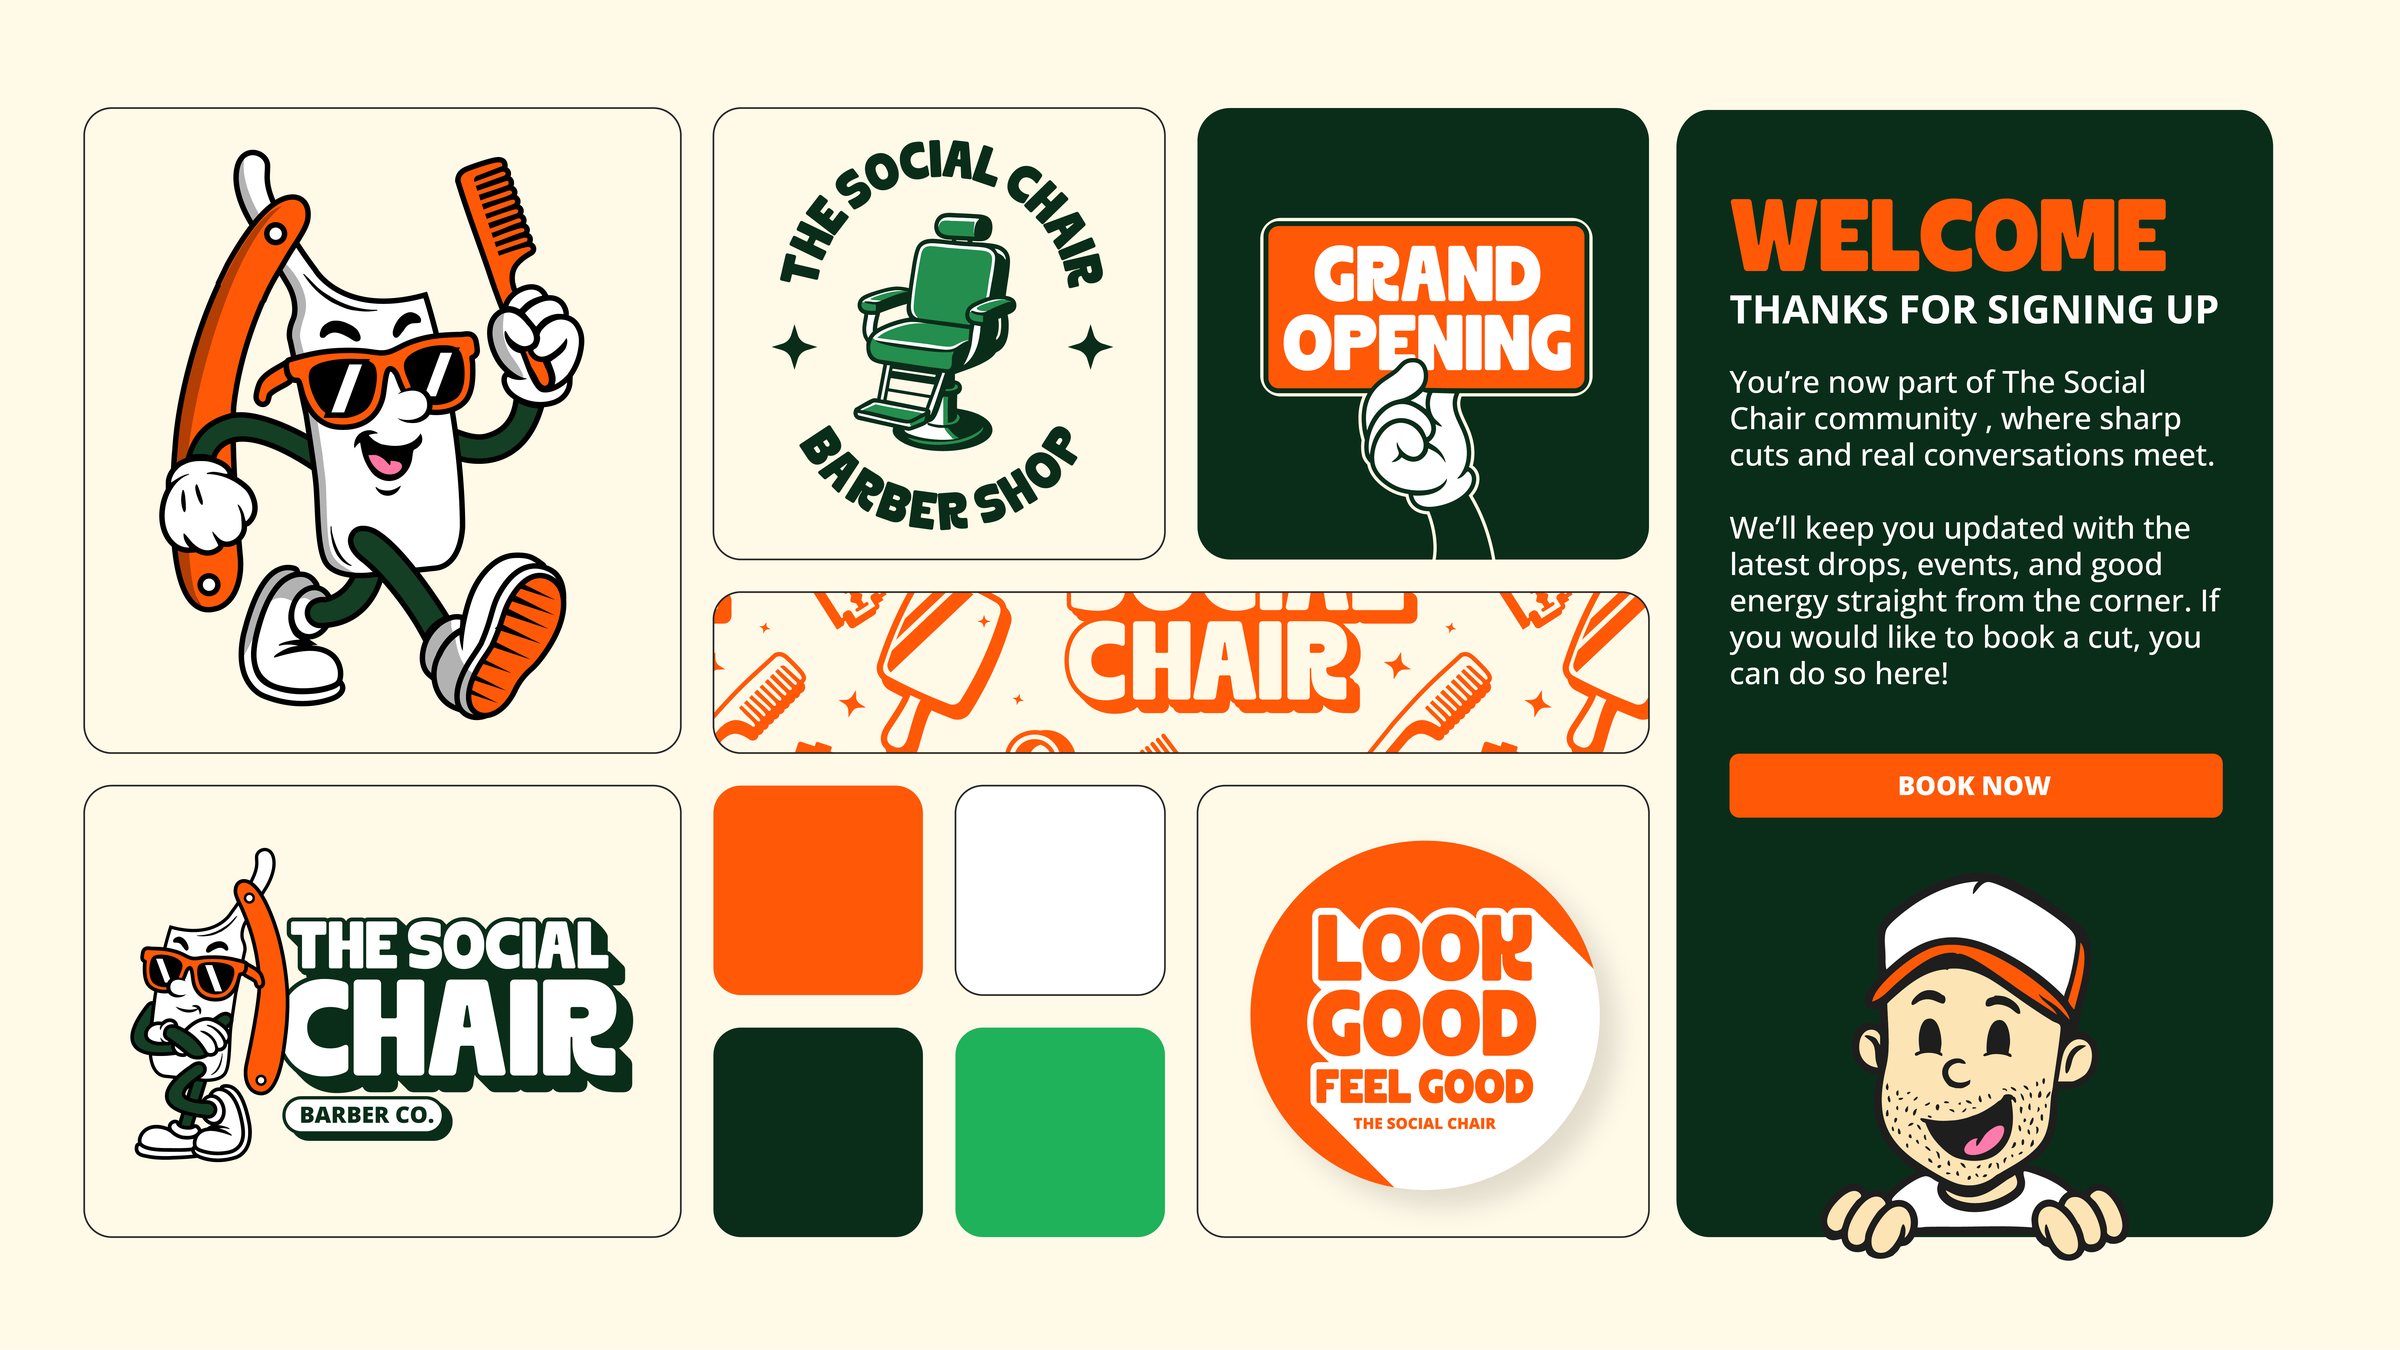 THE SOCIAL CHAIR
BARBER SHOP
GRAND
OPENING
SOCIAL
CHAIR
THE SOCIAL
CHAIR
BARBER CO.
LOOK
GOOD
FEEL GOOD
THE SOCIAL CHAIR
WELCOME
THANKS FOR SIGNING UP
You’re now part of The Social
Chair community , where sharp
cuts and real conversations meet.
We’ll keep you updated with the
latest drops, events, and good
energy straight from the corner. If
you would like to book a cut, you
can do so here!
BOOK NOW